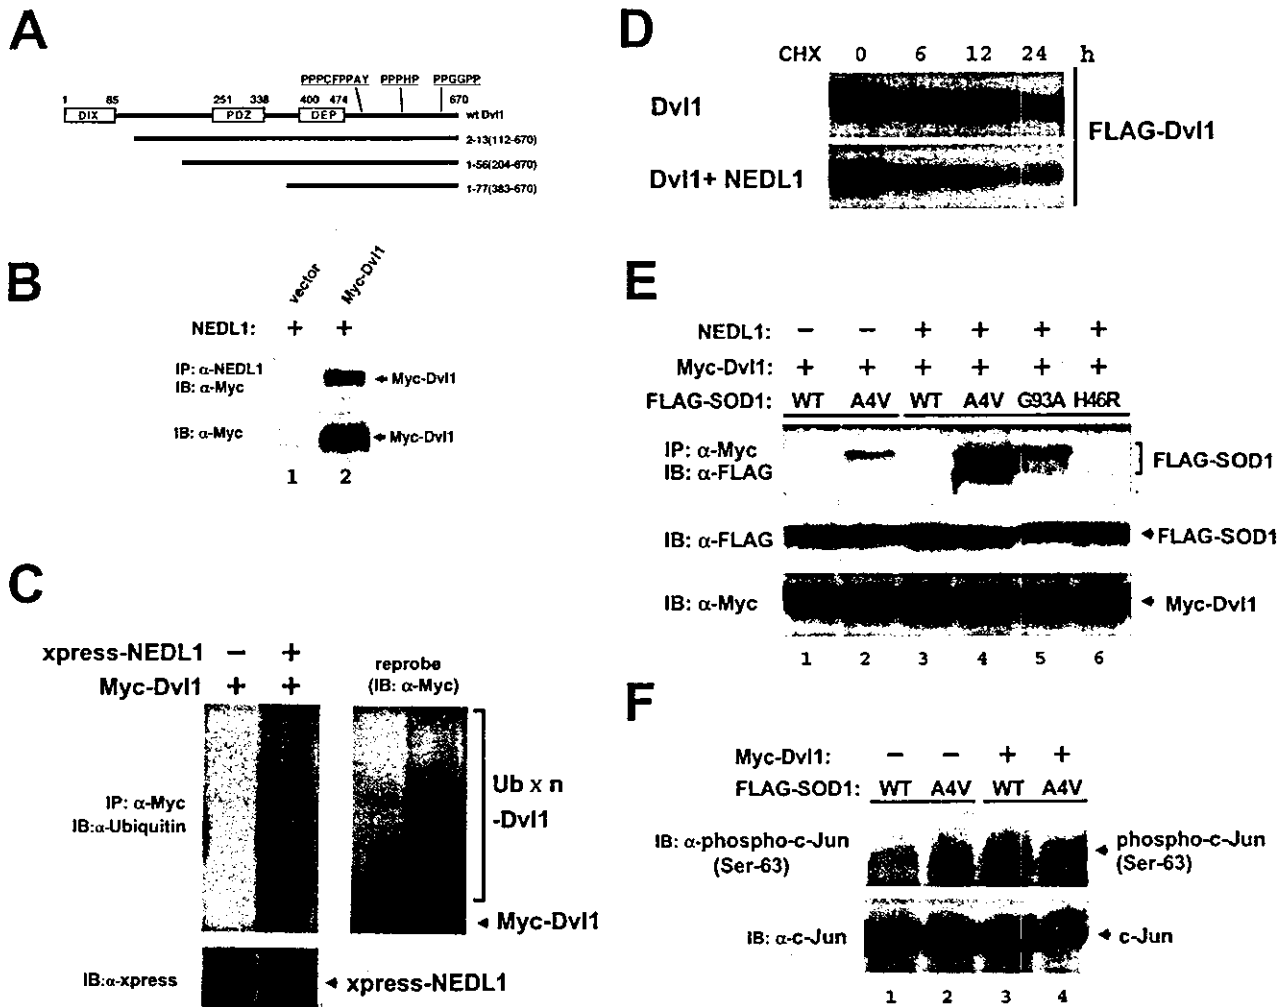 A
PPPCFPPAY PPPHP PPGGPP
1 85 251 338 400 474 670
DIX PDZ DEP wt Dvl1
2-13(112-670)
1-56(204-670)
1-77(383-670)
B
vector Myc-Dvl1
NEDL1: + +
IP: α-NEDL1
IB: α-Myc
Myc-Dvl1
IB: α-Myc
Myc-Dvl1
1 2
C
xpress-NEDL1 − +
Myc-Dvl1 + +
reprobe
(IB: α-Myc)
IP: α-Myc
IB:α-Ubiquitin
Ub x n
-Dvl1
Myc-Dvl1
IB:α-xpress
xpress-NEDL1
D
CHX 0 6 12 24 h
Dvl1
Dvl1+ NEDL1
FLAG-Dvl1
E
NEDL1: − − + + + +
Myc-Dvl1: + + + + + +
FLAG-SOD1: WT A4V WT A4V G93A H46R
IP: α-Myc
IB: α-FLAG
FLAG-SOD1
IB: α-FLAG
FLAG-SOD1
IB: α-Myc
Myc-Dvl1
1 2 3 4 5 6
F
Myc-Dvl1: − − + +
FLAG-SOD1: WT A4V WT A4V
IB: α-phospho-c-Jun
(Ser-63)
phospho-c-Jun
(Ser-63)
IB: α-c-Jun
c-Jun
1 2 3 4